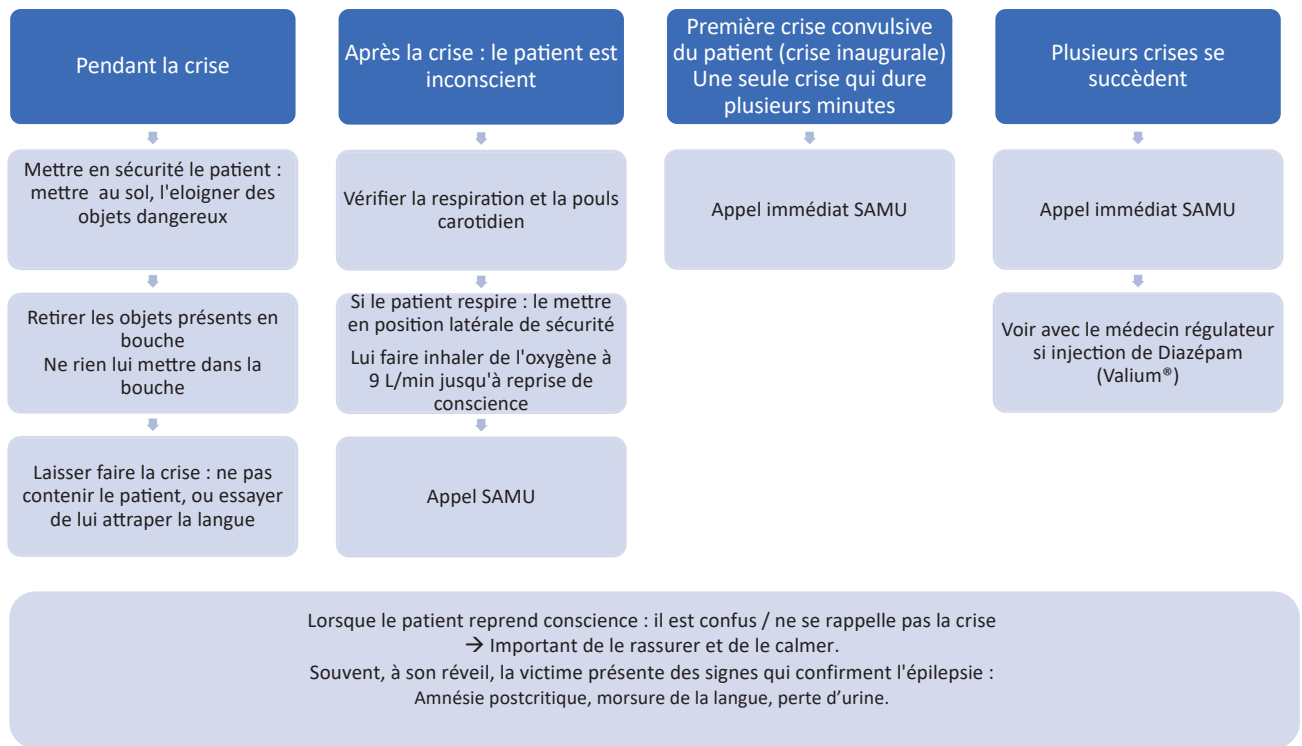 Pendant la crise
Mettre en sécurité le patient :
mettre au sol, l'eloigner des
objets dangereux
Retirer les objets présents en
bouche
Ne rien lui mettre dans la
bouche
Laisser faire la crise : ne pas
contenir le patient, ou essayer
de lui attraper la langue
Après la crise : le patient est
inconscient
Vérifier la respiration et la pouls
carotidien
Si le patient respire : le mettre
en position latérale de sécurité
Lui faire inhaler de l'oxygène à
9 L/min jusqu'à reprise de
conscience
Appel SAMU
Première crise convulsive
du patient (crise inaugurale)
Une seule crise qui dure
plusieurs minutes
Appel immédiat SAMU
Plusieurs crises se
succèdent
Appel immédiat SAMU
Voir avec le médecin régulateur
si injection de Diazépam
(Valium®)
Lorsque le patient reprend conscience : il est confus / ne se rappelle pas la crise
→ Important de le rassurer et de le calmer.
Souvent, à son réveil, la victime présente des signes qui confirment l'épilepsie :
Amnésie postcritique, morsure de la langue, perte d’urine.